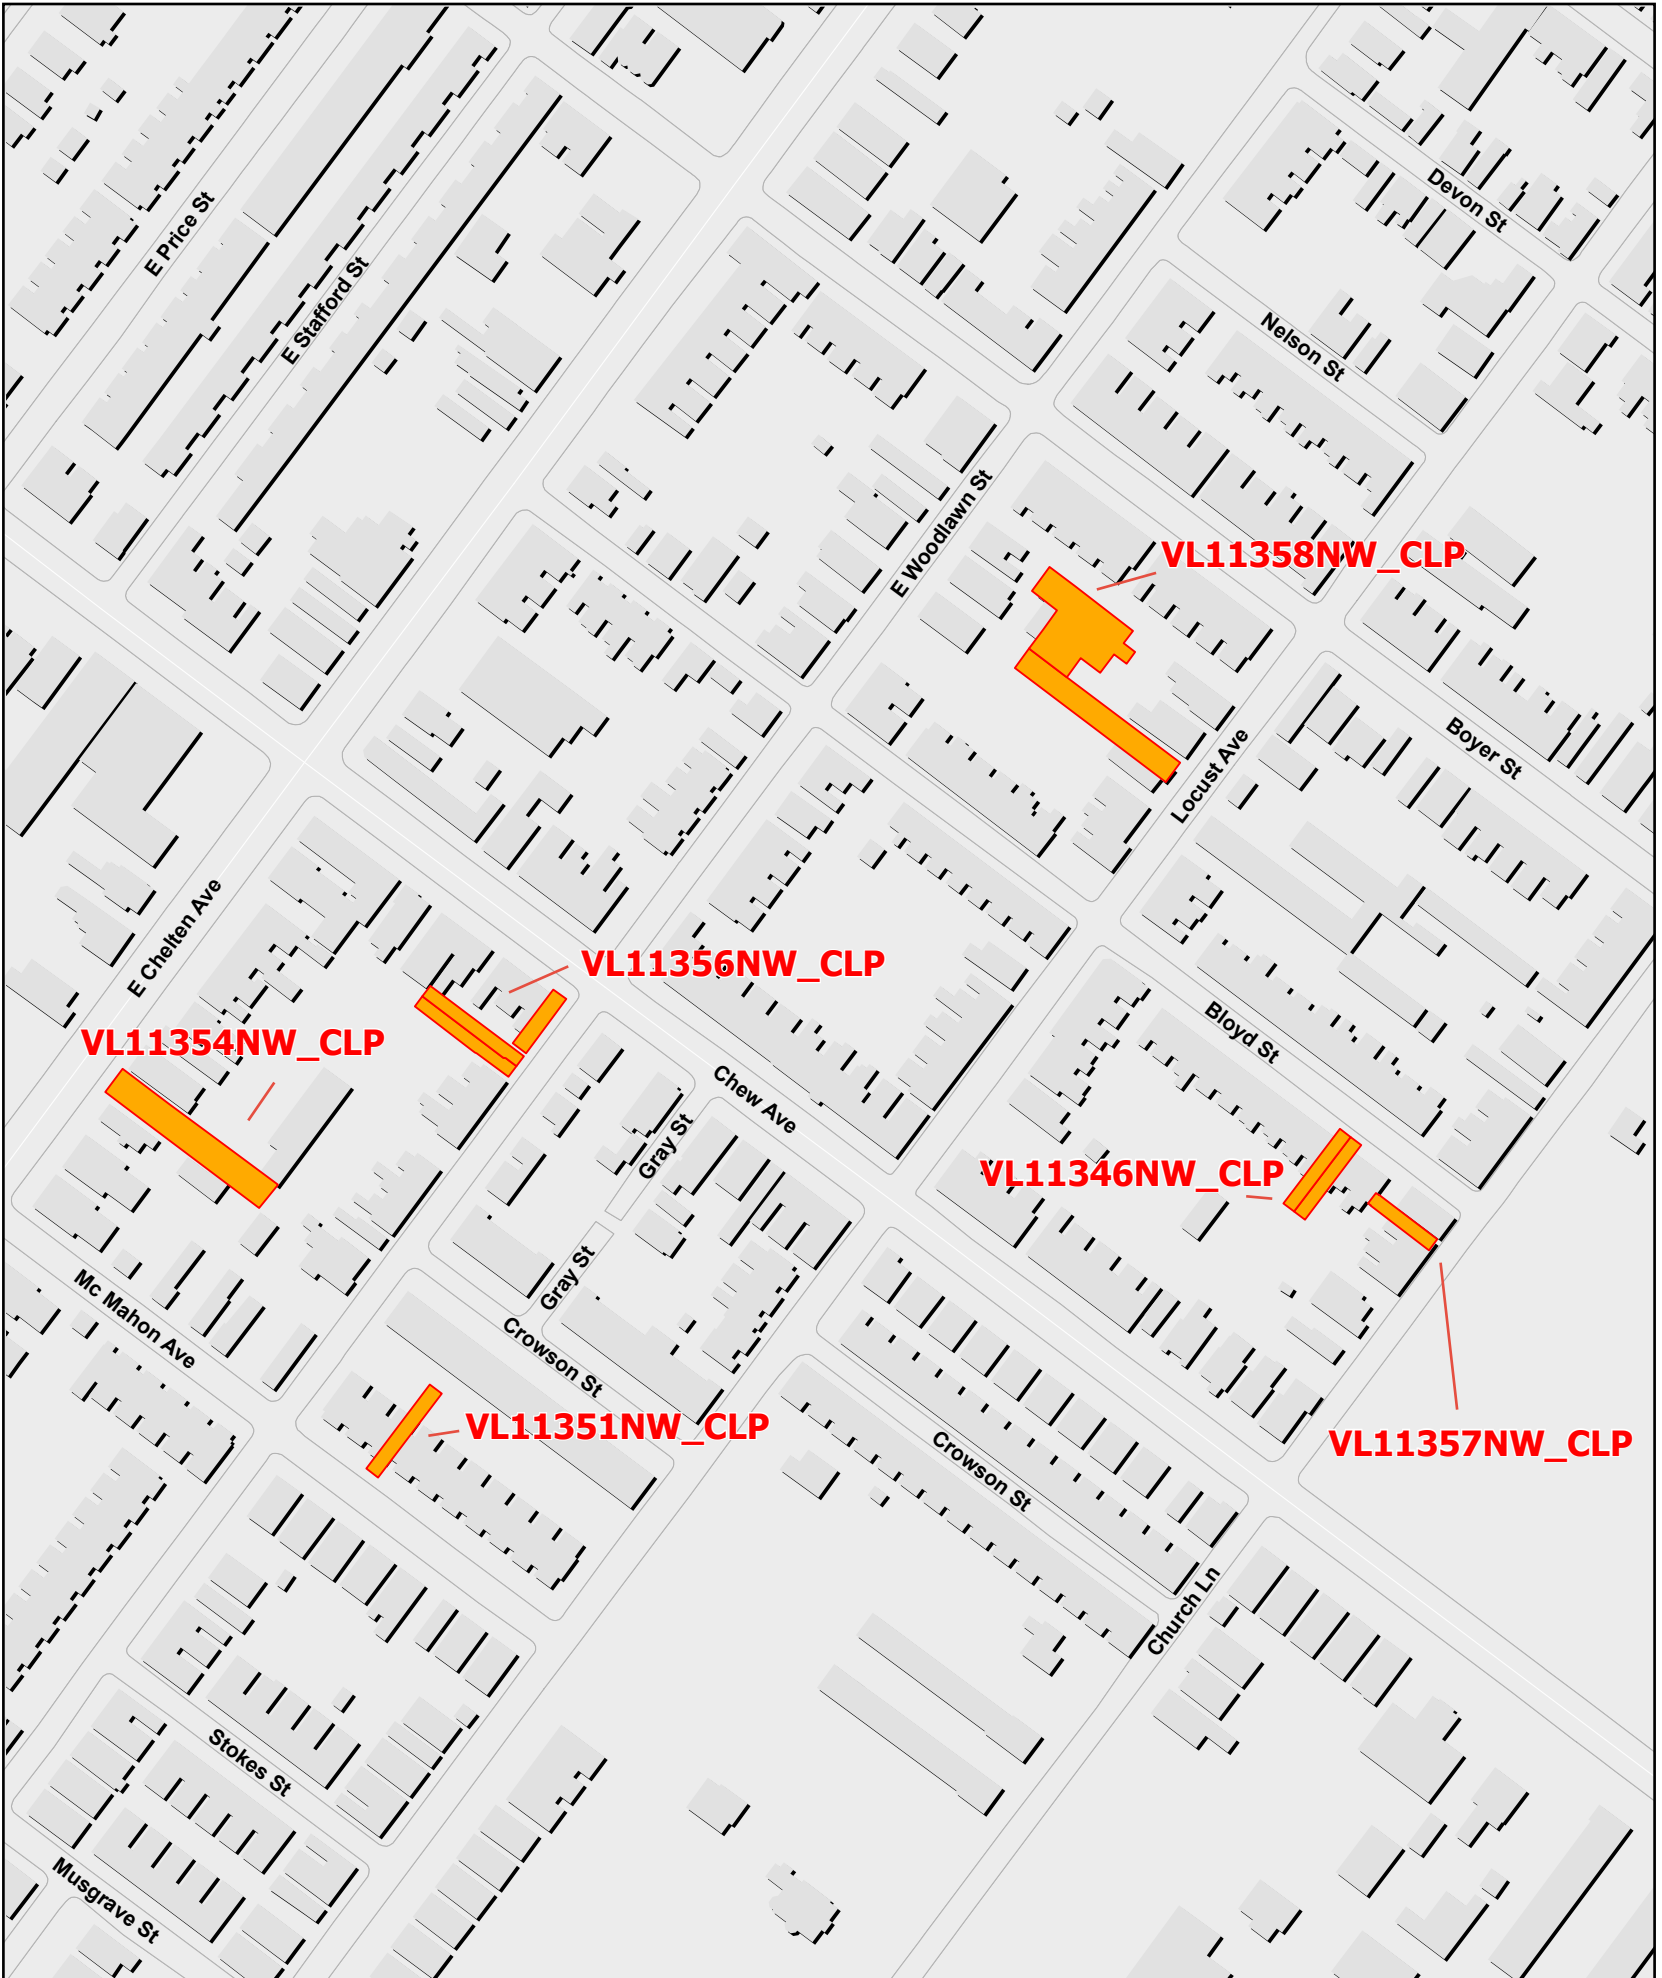 Devon St
E Price St
E Stafford St
Nelson St
E Woodlawn St
VL11358NW_CLP
Boyer St
Locust Ave
E Chelten Ave
VL11356NW_CLP
Bloyd St
VL11354NW_CLP
Chew Ave
Gray St
VL11346NW_CLP
Gray St
Mc Mahon Ave
Crowson St
VL11351NW_CLP
VL11357NW_CLP
Crowson St
Church Ln
Stokes St
Musgrave St